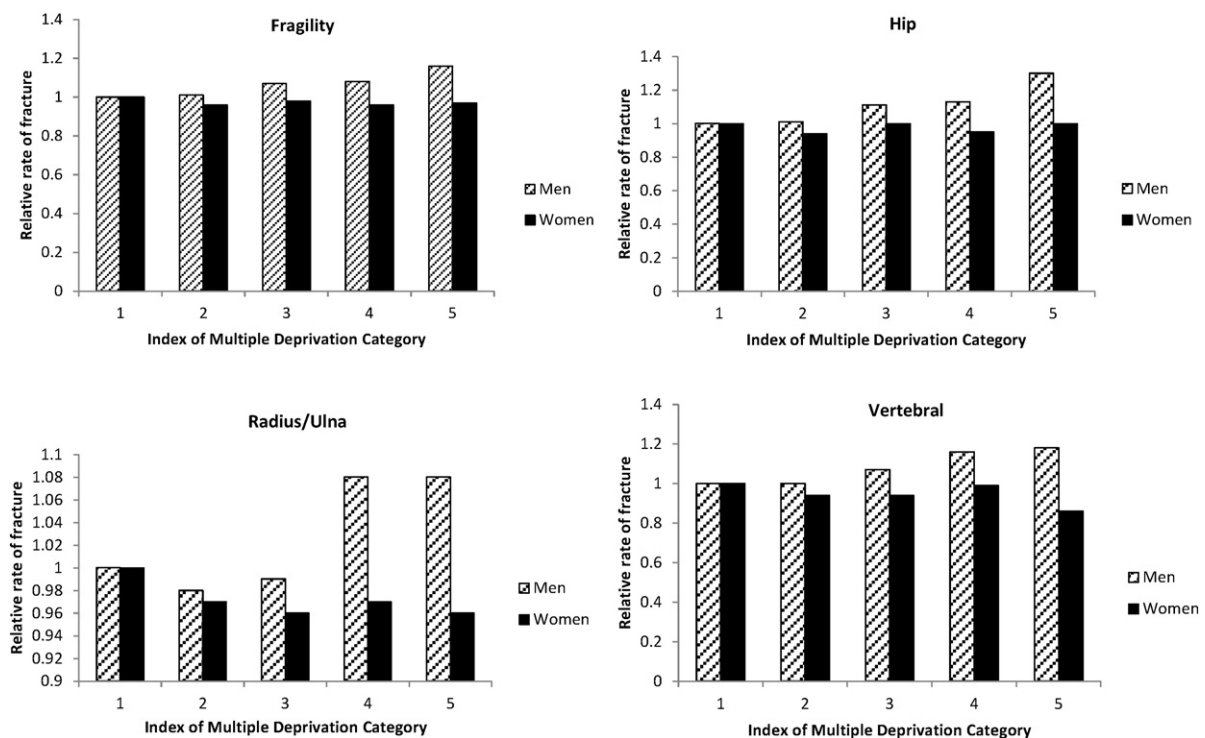 Fragility
Relative rate of fracture
1.4
1.2
1
0.8
0.6
0.4
0.2
0
1 2 3 4 5
Index of Multiple Deprivation Category
Men
Women
Hip
Relative rate of fracture
1.4
1.2
1
0.8
0.6
0.4
0.2
0
1 2 3 4 5
Index of Multiple Deprivation Category
Men
Women
Radius/Ulna
Relative rate of fracture
1.1
1.08
1.06
1.04
1.02
1
0.98
0.96
0.94
0.92
0.9
1 2 3 4 5
Index of Multiple Deprivation Category
Men
Women
Vertebral
Relative rate of fracture
1.4
1.2
1
0.8
0.6
0.4
0.2
0
1 2 3 4 5
Index of Multiple Deprivation Category
Men
Women